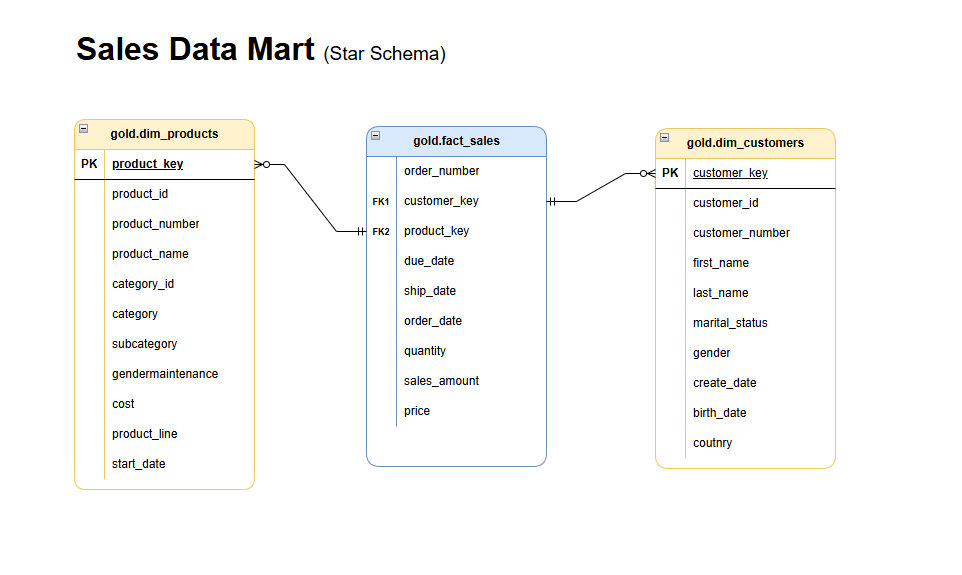 Sales Data Mart (Star Schema)
gold.dim_products
PK product_key
product_id
product_number
product_name
category_id
category
subcategory
gendermaintenance
cost
product_line
start_date
gold.fact_sales
order_number
FK1 customer_key
FK2 product_key
due_date
ship_date
order_date
quantity
sales_amount
price
gold.dim_customers
PK customer_key
customer_id
customer_number
first_name
last_name
marital_status
gender
create_date
birth_date
coutnry